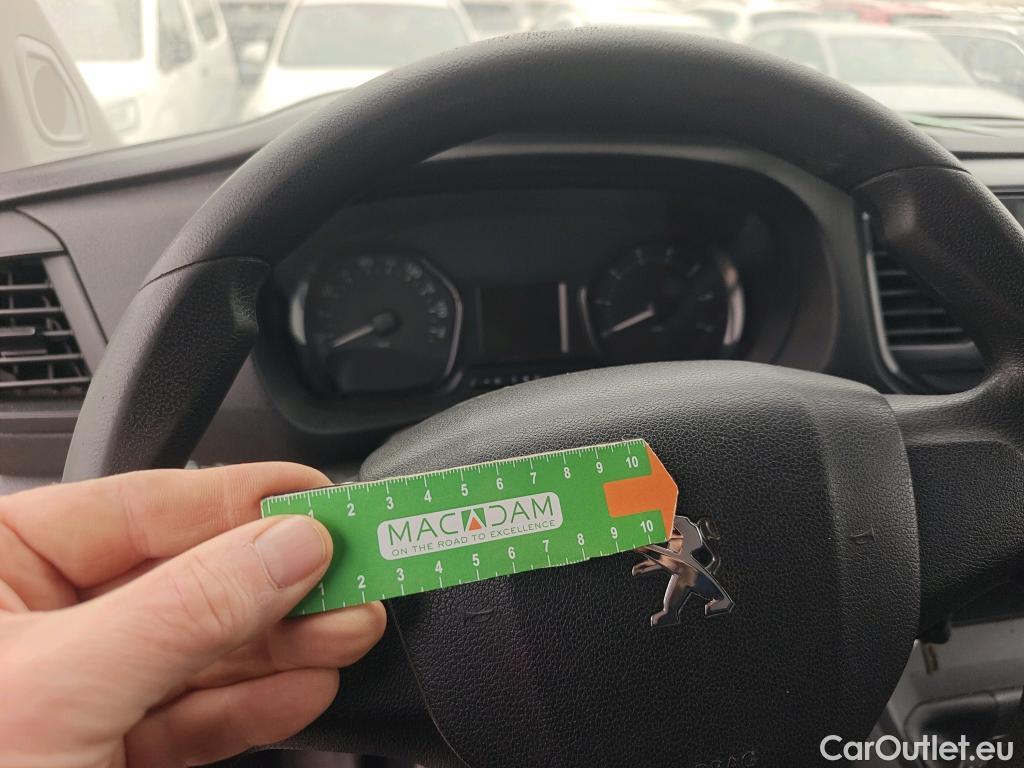 1 2 3 4 5 6 7 8 9 10
MACADAM
ON THE ROAD TO EXCELLENCE
2 3 4 5 6 7 8 9 10
CarOutlet.eu